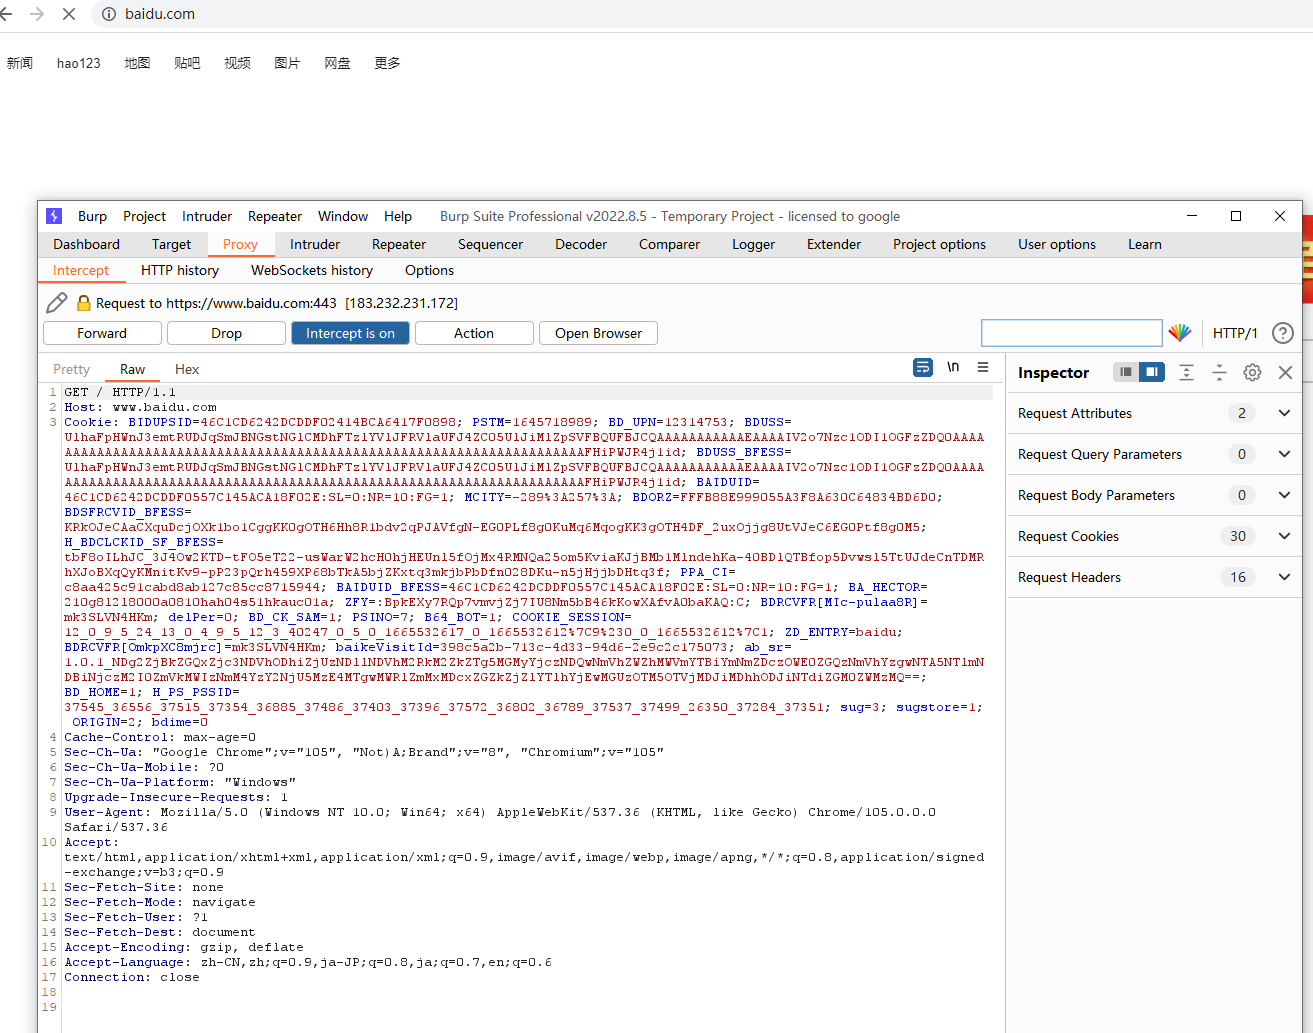 baidu.com
新闻 hao123 地图 贴吧 视频 图片 网盘 更多
Burp Project Intruder Repeater Window Help Burp Suite Professional v2022.8.5 - Temporary Project - licensed to google
Dashboard Target Proxy Intruder Repeater Sequencer Decoder Comparer Logger Extender Project options User options Learn
Intercept HTTP history WebSockets history Options
Request to https://www.baidu.com:443 [183.232.231.172]
Forward Drop Intercept is on Action Open Browser HTTP/1 ?
Pretty Raw Hex \n
Inspector
Request Attributes 2
Request Query Parameters 0
Request Body Parameters 0
Request Cookies 30
Request Headers 16
1 GET / HTTP/1.1
2 Host: www.baidu.com
3 Cookie: BIDUPSID=46C1CD6242DCDDF02414BCA6417F0898; PSTM=1645718989; BD_UPN=12314753; BDUSS=
BDUSS_BFESS=
BAIDUID=
46C1CD6242DCDDF0557C145ACA18F02E:SL=0:NR=10:FG=1; MCITY=-289%3A257%3A; BDORZ=FFFB88E999055A3F8A630C64834BD6D0;
BDSFRCVID_BFESS=
H_BDCLCKID_SF_BFESS=
PPA_CI=
c8aa425c91cabd8ab127c85cc8715944; BAIDUID_BFESS=46C1CD6242DCDDF0557C145ACA18F02E:SL=0:NR=10:FG=1; BA_HECTOR=
210g81218000a0810hah04s51hkauc01a; ZFY=:BpkEXy7RQp7vmvjZj7IU8Nm5bB46kKowXAfvA0baKAQ:C; BDRCVFR[MIc-pulaa8R]=
mk3SLVN4HKm; delPer=0; BD_CK_SAM=1; PSINO=7; B64_BOT=1; COOKIE_SESSION=
12_0_9_5_24_13_0_4_9_5_12_3_40247_0_5_0_1665532617_0_1665532612%7C9%230_0_1665532612%7C1; ZD_ENTRY=baidu;
BDRCVFR[OmkpXC8mjrc]=mk3SLVN4HKm; baikeVisitId=398c5a2b-713c-4d33-94d6-2e9c2c175073; ab_sr=
BD_HOME=1; H_PS_PSSID=
37545_36556_37515_37354_36885_37486_37403_37396_37572_36802_36789_37537_37499_26350_37284_37351; sug=3; sugstore=1;
ORIGIN=2; bdime=0
4 Cache-Control: max-age=0
5 Sec-Ch-Ua: "Google Chrome";v="105", "Not)A;Brand";v="8", "Chromium";v="105"
6 Sec-Ch-Ua-Mobile: ?0
7 Sec-Ch-Ua-Platform: "Windows"
8 Upgrade-Insecure-Requests: 1
9 User-Agent: Mozilla/5.0 (Windows NT 10.0; Win64; x64) AppleWebKit/537.36 (KHTML, like Gecko) Chrome/105.0.0.0
Safari/537.36
10 Accept:
text/html,application/xhtml+xml,application/xml;q=0.9,image/avif,image/webp,image/apng,*/*;q=0.8,application/signed
-exchange;v=b3;q=0.9
11 Sec-Fetch-Site: none
12 Sec-Fetch-Mode: navigate
13 Sec-Fetch-User: ?1
14 Sec-Fetch-Dest: document
15 Accept-Encoding: gzip, deflate
16 Accept-Language: zh-CN,zh;q=0.9,ja-JP;q=0.8,ja;q=0.7,en;q=0.6
17 Connection: close
18
19